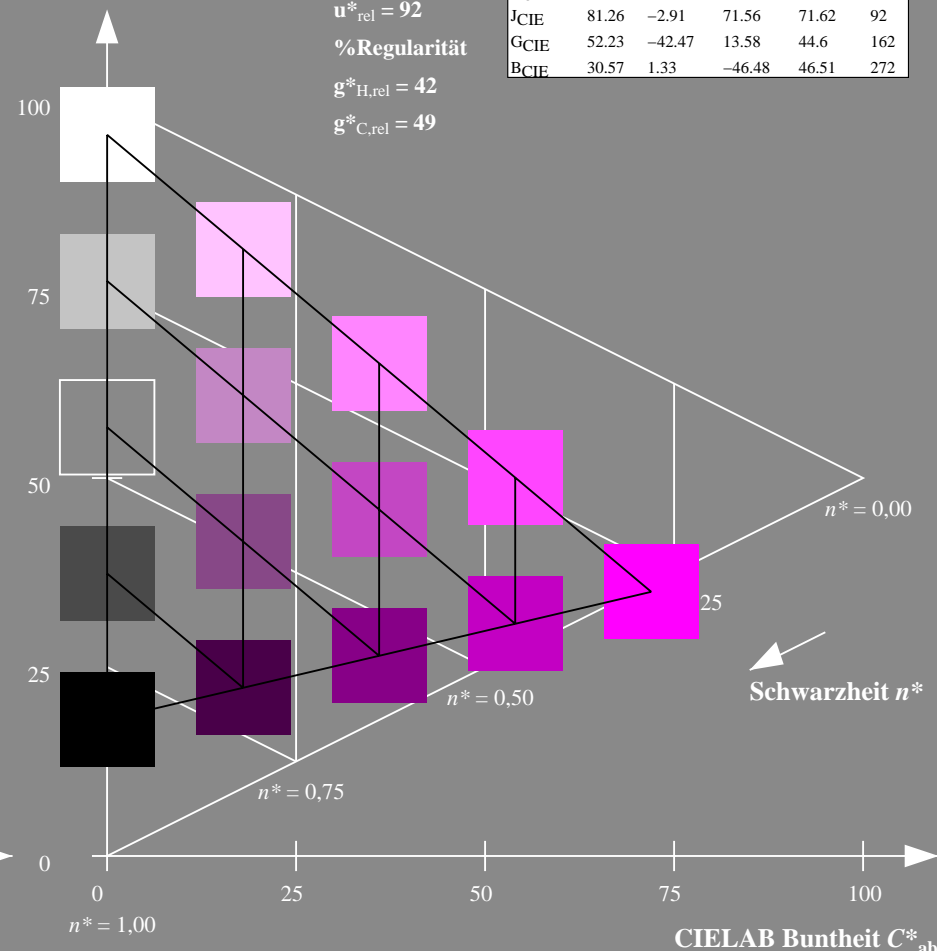 u*rel = 92
%Regularität
g*H,rel = 42
g*C,rel = 49
JCIE 81.26 −2.91 71.56 71.62 92
GCIE 52.23 −42.47 13.58 44.6 162
BCIE 30.57 1.33 −46.48 46.51 272
100
75
50
n* = 0,00
25
25
Schwarzheit n*
n* = 0,50
n* = 0,75
0
0 25 50 75 100
n* = 1,00
CIELAB Buntheit C*ab